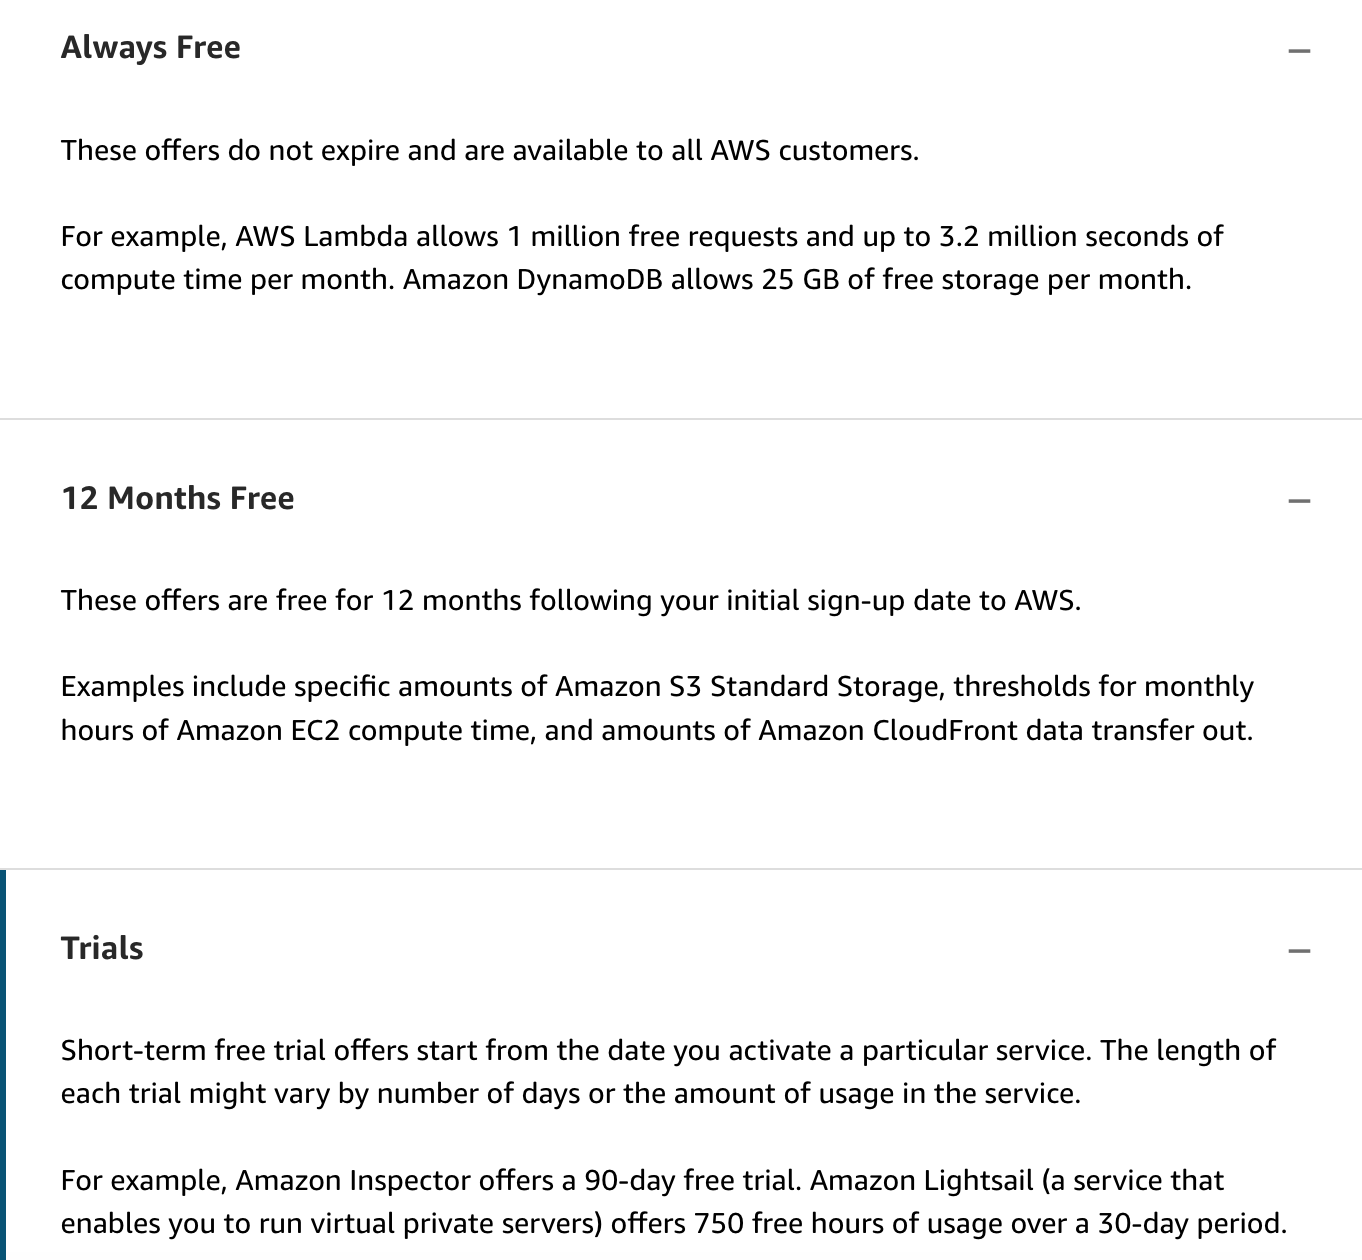 Always Free
These offers do not expire and are available to all AWS customers.
For example, AWS Lambda allows 1 million free requests and up to 3.2 million seconds of
compute time per month. Amazon DynamoDB allows 25 GB of free storage per month.
12 Months Free
These offers are free for 12 months following your initial sign-up date to AWS.
Examples include specific amounts of Amazon S3 Standard Storage, thresholds for monthly
hours of Amazon EC2 compute time, and amounts of Amazon CloudFront data transfer out.
Trials
Short-term free trial offers start from the date you activate a particular service. The length of
each trial might vary by number of days or the amount of usage in the service.
For example, Amazon Inspector offers a 90-day free trial. Amazon Lightsail (a service that
enables you to run virtual private servers) offers 750 free hours of usage over a 30-day period.